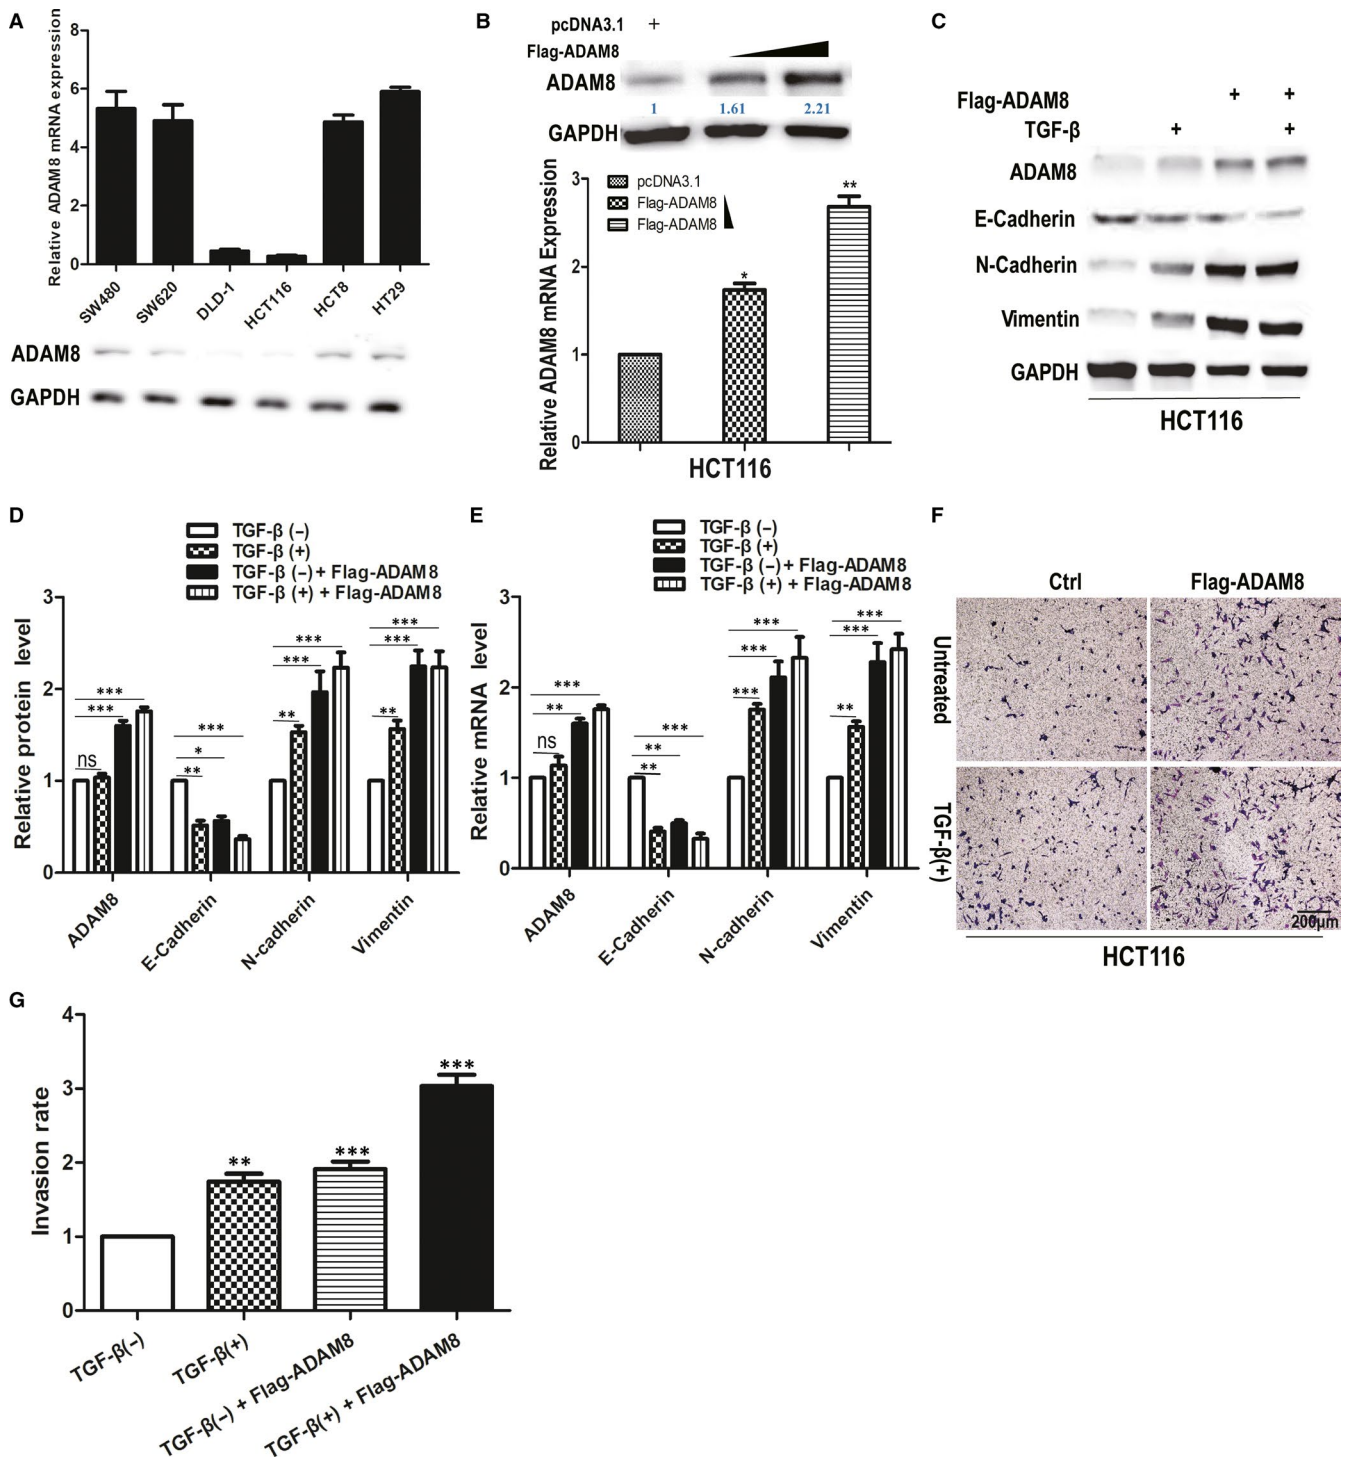 A
Relative ADAM8 mRNA expression
8
6
4
2
0
SW480
SW620
DLD-1
HCT116
HCT8
HT29
ADAM8
GAPDH
B
pcDNA3.1 +
Flag-ADAM8
ADAM8
1 1.61 2.21
GAPDH
Relative ADAM8 mRNA Expression
3
2
1
0
pcDNA3.1
Flag-ADAM8
Flag-ADAM8
*
**
HCT116
C
Flag-ADAM8 + +
TGF-β + +
ADAM8
E-Cadherin
N-Cadherin
Vimentin
GAPDH
HCT116
D
TGF-β (–)
TGF-β (+)
TGF-β (–) + Flag-ADAM8
TGF-β (+) + Flag-ADAM8
Relative protein level
3
2
1
0
ns
***
***
**
*
***
**
***
***
**
***
***
ADAM8
E-Cadherin
N-cadherin
Vimentin
E
TGF-β (–)
TGF-β (+)
TGF-β (–) + Flag-ADAM8
TGF-β (+) + Flag-ADAM8
Relative mRNA level
3
2
1
0
ns
**
***
**
**
***
***
***
***
**
***
***
ADAM8
E-Cadherin
N-cadherin
Vimentin
F
Ctrl Flag-ADAM8
Untreated
TGF-β(+)
200μm
HCT116
G
Invasion rate
4
3
2
1
0
**
***
***
TGF-β(–)
TGF-β(+)
TGF-β(–) + Flag-ADAM8
TGF-β(+) + Flag-ADAM8